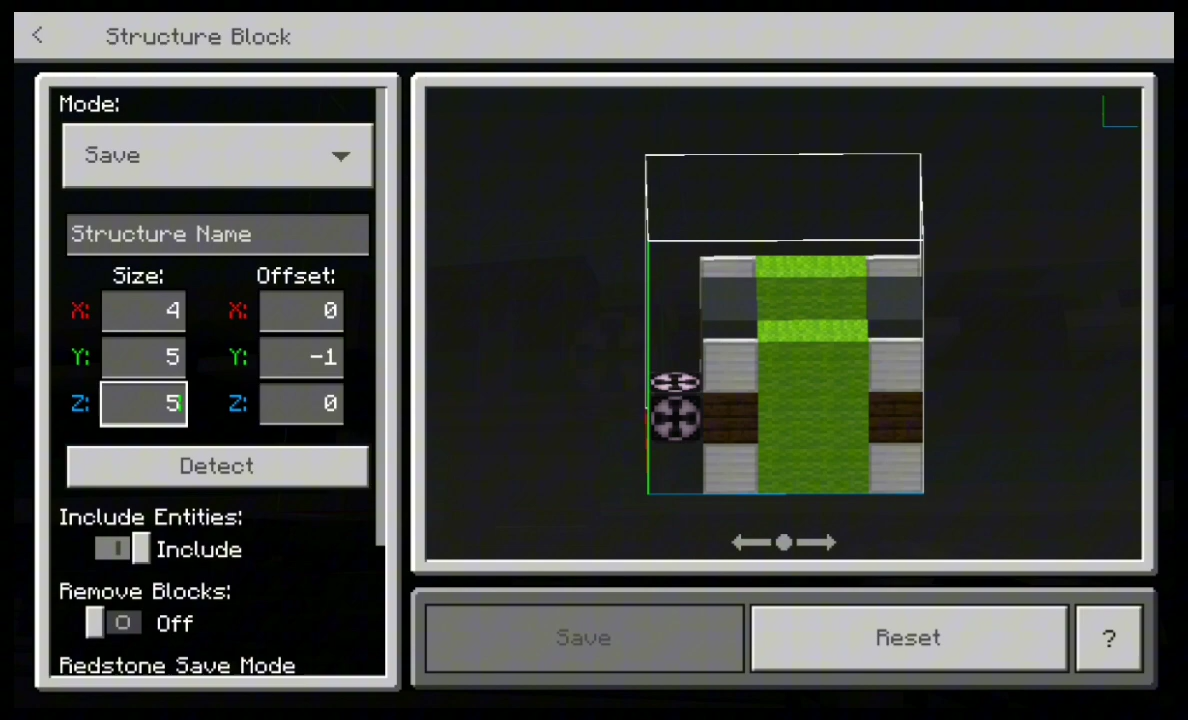 < Structure Block
Mode:
Save
Structure Name
Size: Offset:
X: 4 X: 0
Y: 5 Y: -1
Z: 5 Z: 0
Detect
Include Entities:
Include
Remove Blocks:
Off
Redstone Save Mode
Save Reset ?